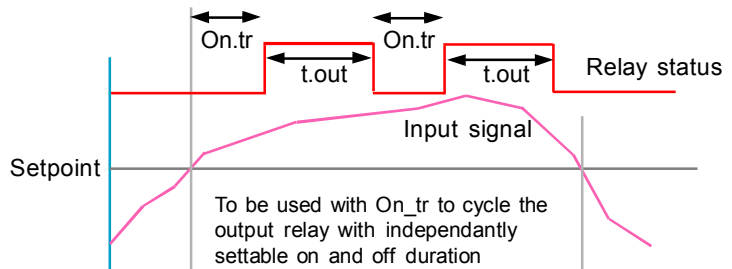 On.tr
On.tr
t.out
t.out
Relay status
Input signal
Setpoint
To be used with On_tr to cycle the
output relay with independantly
settable on and off duration